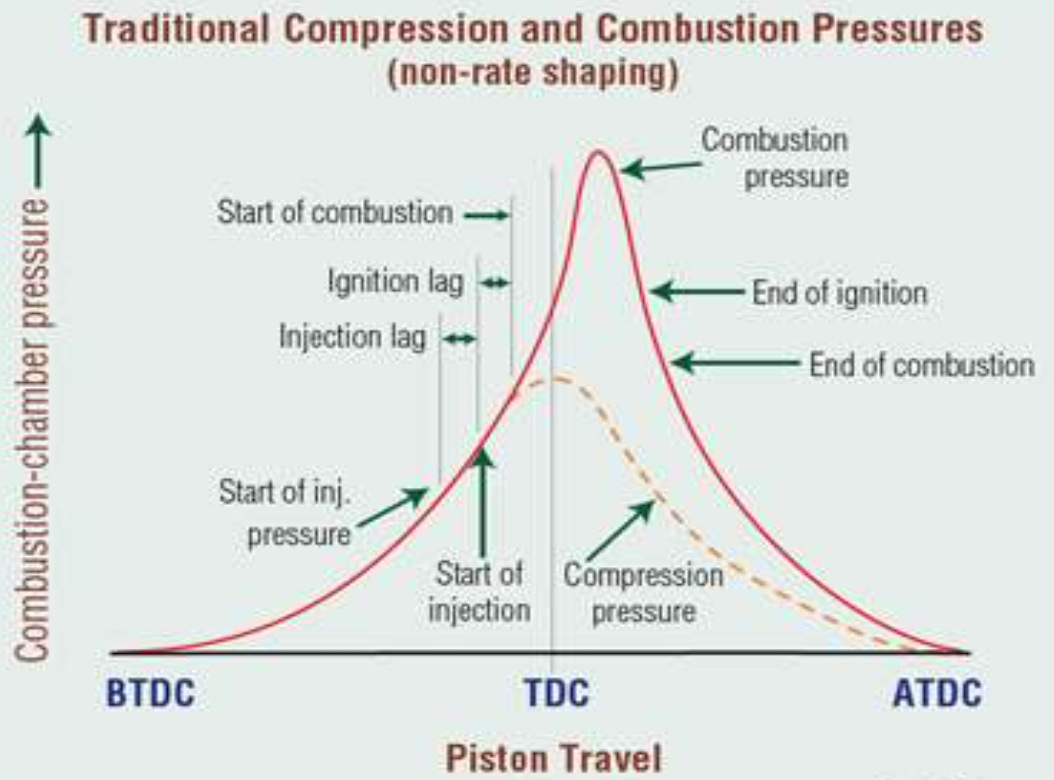 Traditional Compression and Combustion Pressures
(non-rate shaping)
Combustion-chamber pressure
Combustion
pressure
Start of combustion
Ignition lag
End of ignition
Injection lag
End of combustion
Start of inj.
pressure
Start of
injection
Compression
pressure
BTDC
TDC
ATDC
Piston Travel